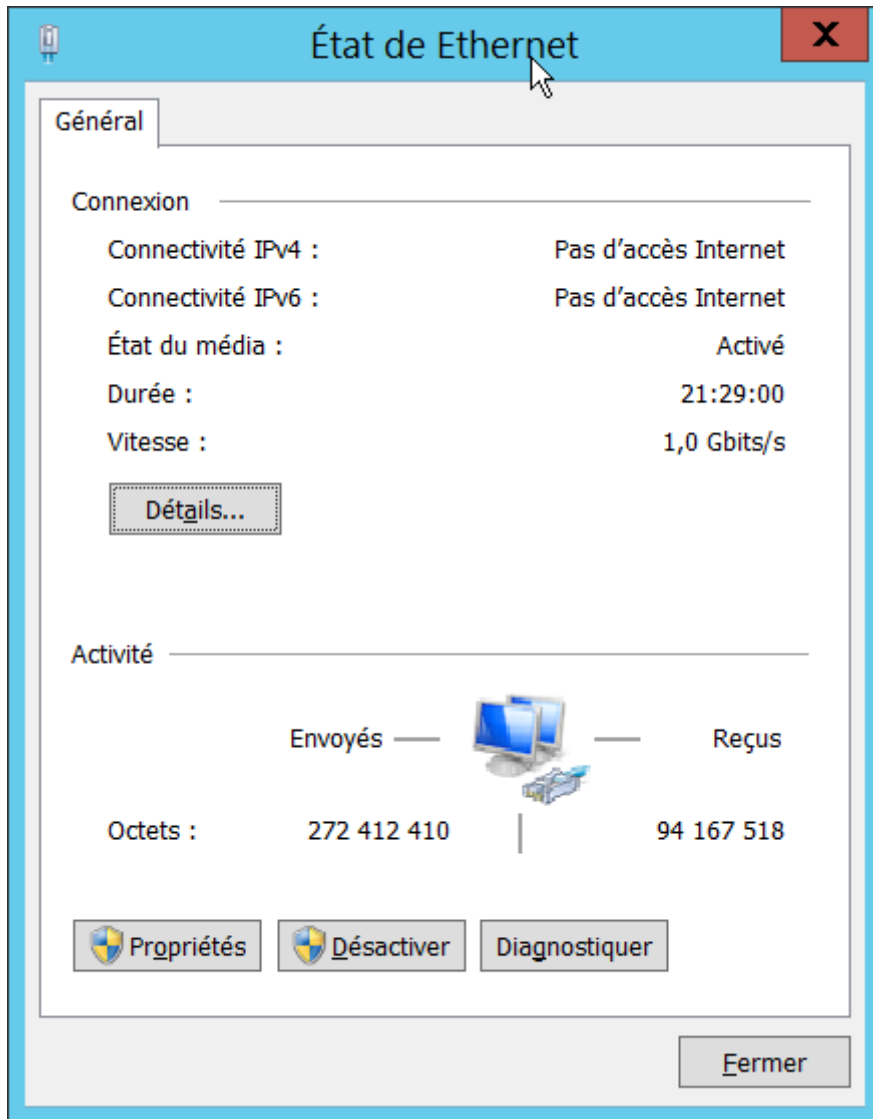 État de Ethernet
Général
Connexion
Connectivité IPv4 : Pas d’accès Internet
Connectivité IPv6 : Pas d’accès Internet
État du média : Activé
Durée : 21:29:00
Vitesse : 1,0 Gbits/s
Détails...
Activité
Envoyés Reçus
Octets : 272 412 410 94 167 518
Propriétés Désactiver Diagnostiquer
Fermer